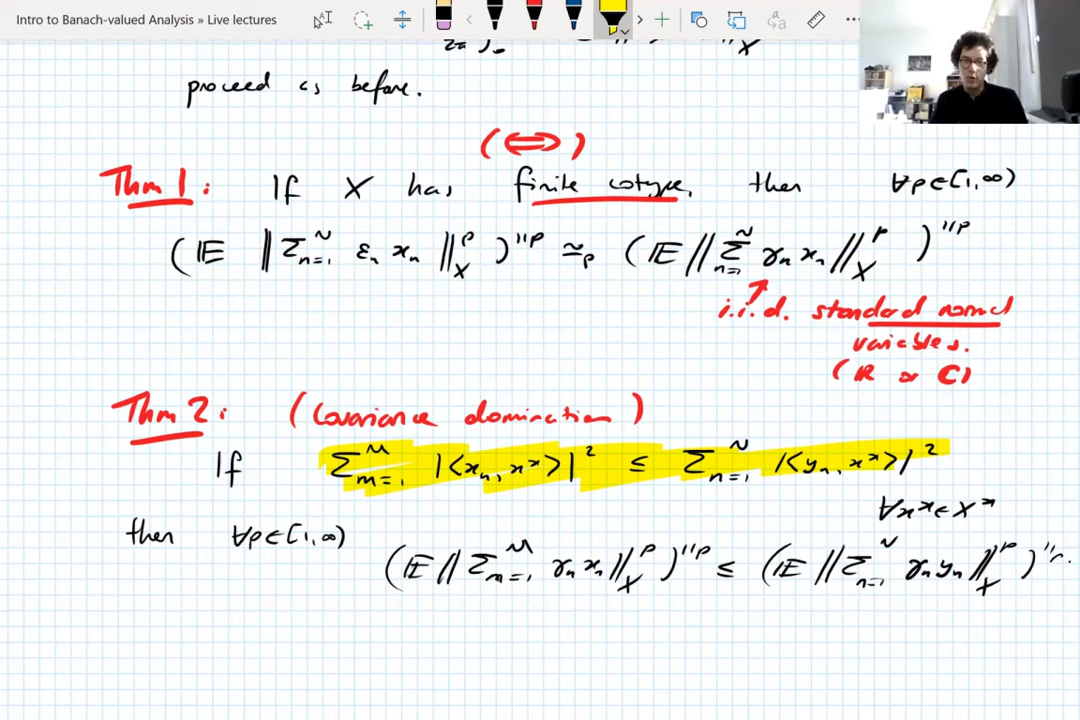 Intro to Banach-valued Analysis » Live lectures
proceed as before.
(⟺)
Thm 1: If X has finite cotype, then ∀p∈[1,∞)
(𝔼 ‖Σ_{n=1}^N ε_n x_n‖_X^p)^{1/p} ≃_p (𝔼‖Σ_{n=1}^N γ_n x_n‖_X^p)^{1/p}
i.i.d. standard normal
variables.
(ℝ or ℂ)
Thm 2: (Covariance domination)
If Σ_{m=1}^M |<x_n, x*>|² ≤ Σ_{n=1}^N |<y_n, x*>|²
∀x*∈X*
then ∀p∈[1,∞)
(𝔼‖Σ_{m=1}^M γ_n x_n‖_X^p)^{1/p} ≤ (𝔼‖Σ_{n=1}^N γ_n y_n‖_X^p)^{1/p}.